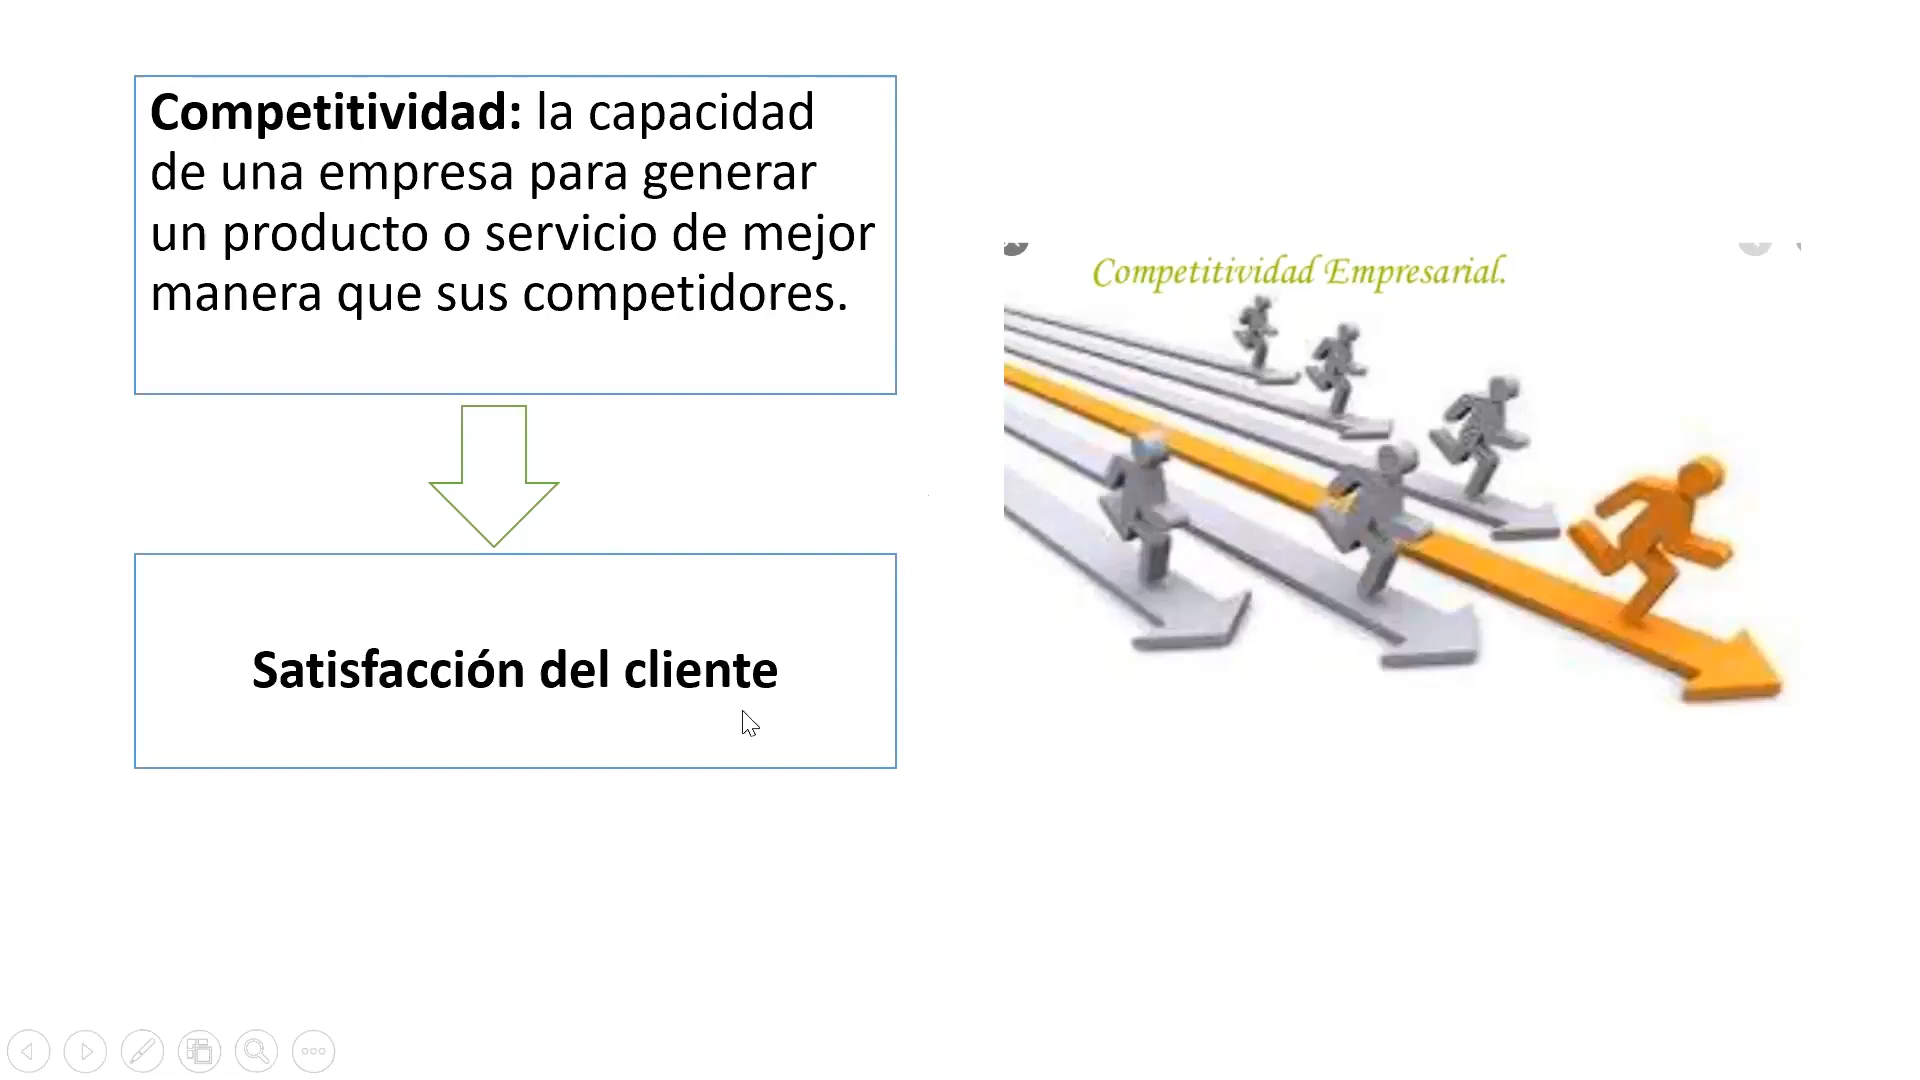 Competitividad: la capacidad
de una empresa para generar
un producto o servicio de mejor
manera que sus competidores.
Satisfacción del cliente
Competitividad Empresarial.